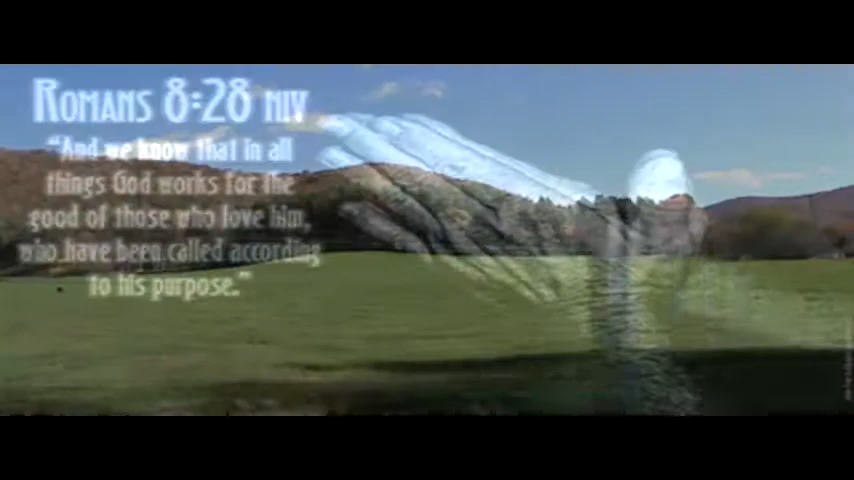 ROMANS 8:28 NIV
“And we know that in all
things God works for the
good of those who love him,
who have been called according
to his purpose.”